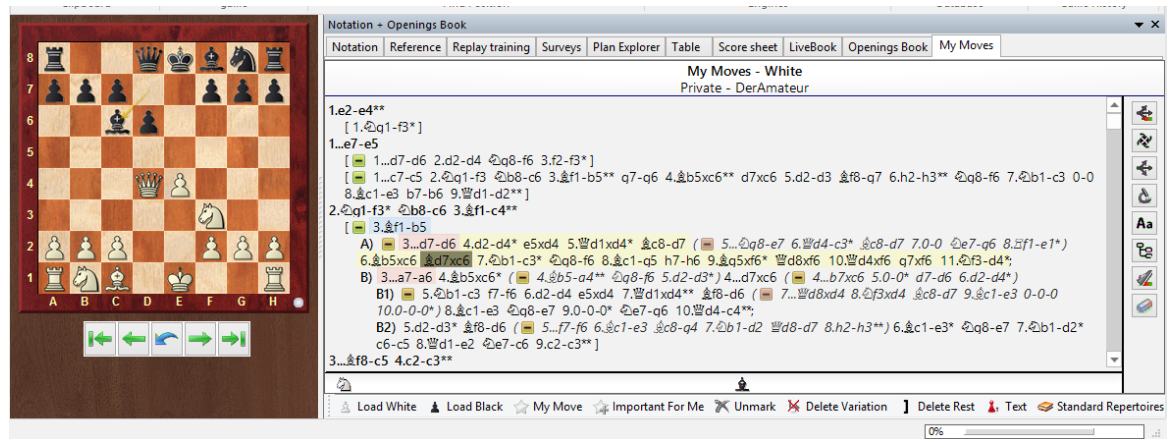 Notation + Openings Book
Notation Reference Replay training Surveys Plan Explorer Table Score sheet LiveBook Openings Book My Moves
My Moves - White
Private - DerAmateur
8
7
6
5
4
3
2
1
A B C D E F G H
1.e2-e4**
[ 1.♘g1-f3* ]
1...e7-e5
[ 1...d7-d6 2.d2-d4 ♘g8-f6 3.f2-f3* ]
[ 1...c7-c5 2.♘g1-f3 ♘b8-c6 3.♗f1-b5** g7-g6 4.♗b5xc6** d7xc6 5.d2-d3 ♗f8-g7 6.h2-h3** ♘g8-f6 7.♘b1-c3 0-0
8.♗c1-e3 b7-b6 9.♕d1-d2** ]
2.♘g1-f3* ♘b8-c6 3.♗f1-c4**
[ 3.♗f1-b5
A) 3...d7-d6 4.d2-d4* e5xd4 5.♕d1xd4* ♗c8-d7 ( 5...♘g8-e7 6.♕d4-c3* ♗c8-d7 7.0-0 ♘e7-g6 8.♖f1-e1* )
6.♗b5xc6 ♗d7xc6 7.♘b1-c3* ♘g8-f6 8.♗c1-g5 h7-h6 9.♗g5xf6* ♕d8xf6 10.♕d4xf6 g7xf6 11.♘f3-d4*;
B) 3...a7-a6 4.♗b5xc6* ( 4.♗b5-a4** ♘g8-f6 5.d2-d3* ) 4...d7xc6 ( 4...b7xc6 5.0-0* d7-d6 6.d2-d4* )
B1) 5.♘b1-c3 f7-f6 6.d2-d4 e5xd4 7.♕d1xd4** ♗f8-d6 ( 7...♕d8xd4 8.♘f3xd4 ♗c8-d7 9.♗c1-e3 0-0-0
10.0-0-0* ) 8.♗c1-e3 ♘g8-e7 9.0-0-0* ♘e7-g6 10.♕d4-c4**;
B2) 5.d2-d3* ♗f8-d6 ( 5...f7-f6 6.♗c1-e3 ♗c8-g4 7.♘b1-d2 ♕d8-d7 8.h2-h3** ) 6.♗c1-e3* ♘g8-e7 7.♘b1-d2*
c6-c5 8.♕d1-e2 ♘e7-c6 9.c2-c3** ]
3...♗f8-c5 4.c2-c3**
Aa
Load White Load Black My Move Important For Me Unmark Delete Variation ] Delete Rest Text Standard Repertoires
0%